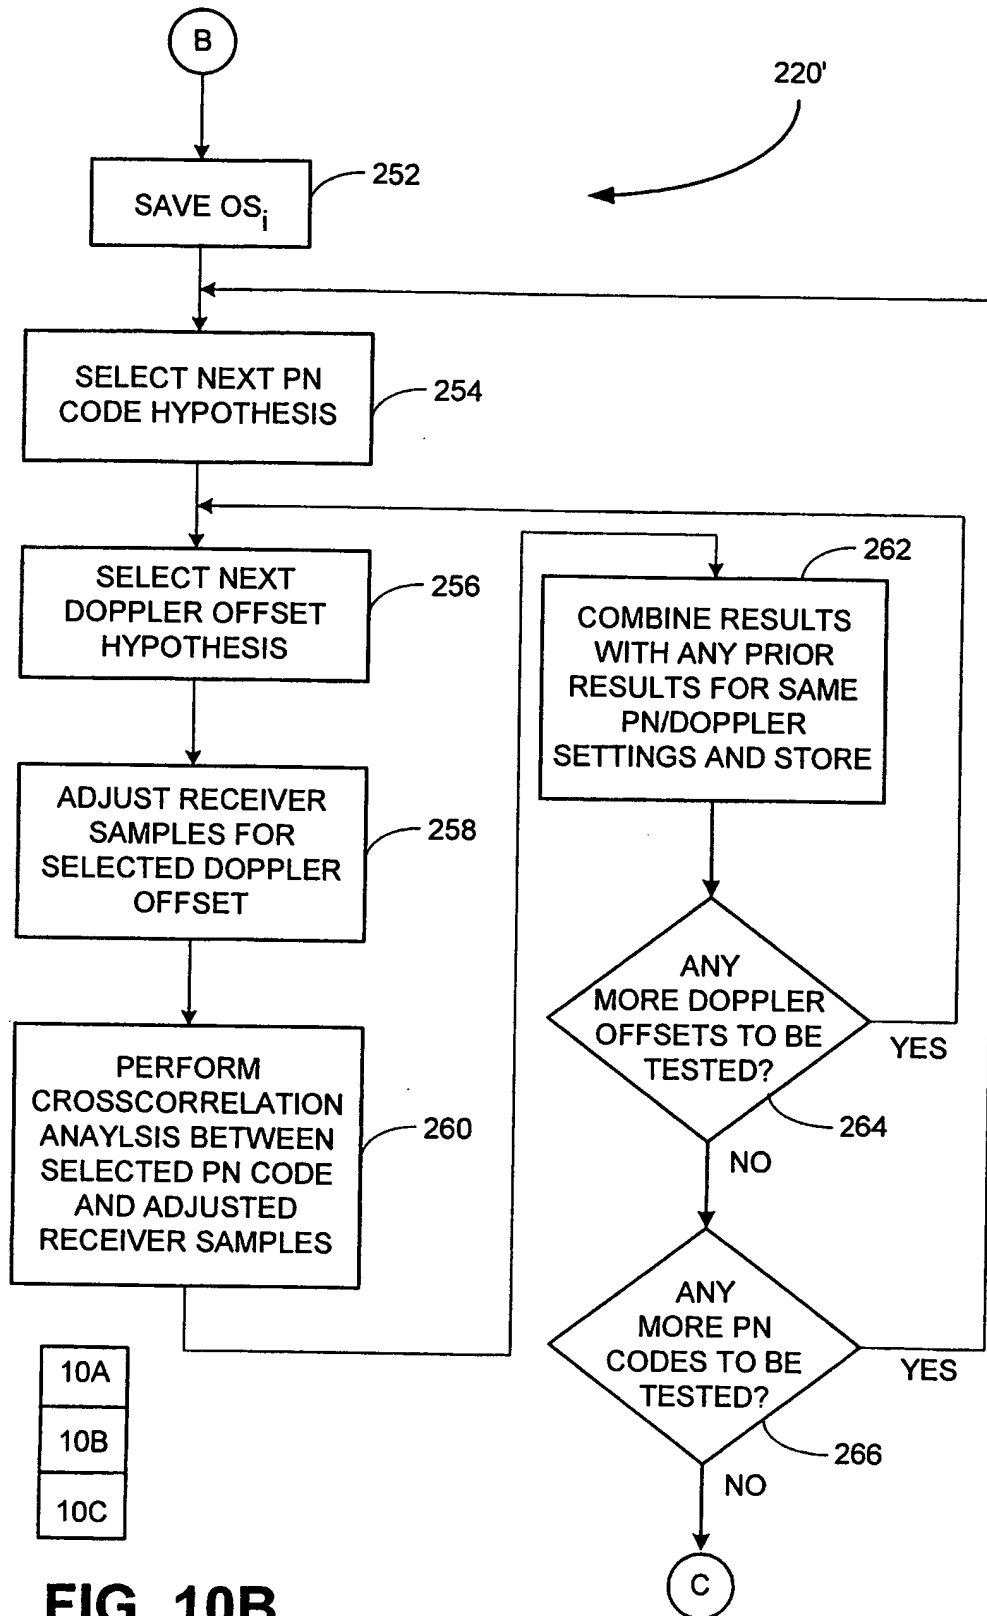 B
220'
252
SAVE OSi
SELECT NEXT PN
CODE HYPOTHESIS
254
SELECT NEXT
DOPPLER OFFSET
HYPOTHESIS
256
ADJUST RECEIVER
SAMPLES FOR
SELECTED DOPPLER
OFFSET
258
PERFORM
CROSSCORRELATION
ANAYLSIS BETWEEN
SELECTED PN CODE
AND ADJUSTED
RECEIVER SAMPLES
260
262
COMBINE RESULTS
WITH ANY PRIOR
RESULTS FOR SAME
PN/DOPPLER
SETTINGS AND STORE
ANY
MORE DOPPLER
OFFSETS TO BE
TESTED?
YES
264
NO
ANY
MORE PN
CODES TO BE
TESTED?
YES
266
NO
C
10A
10B
10C
FIG. 10B